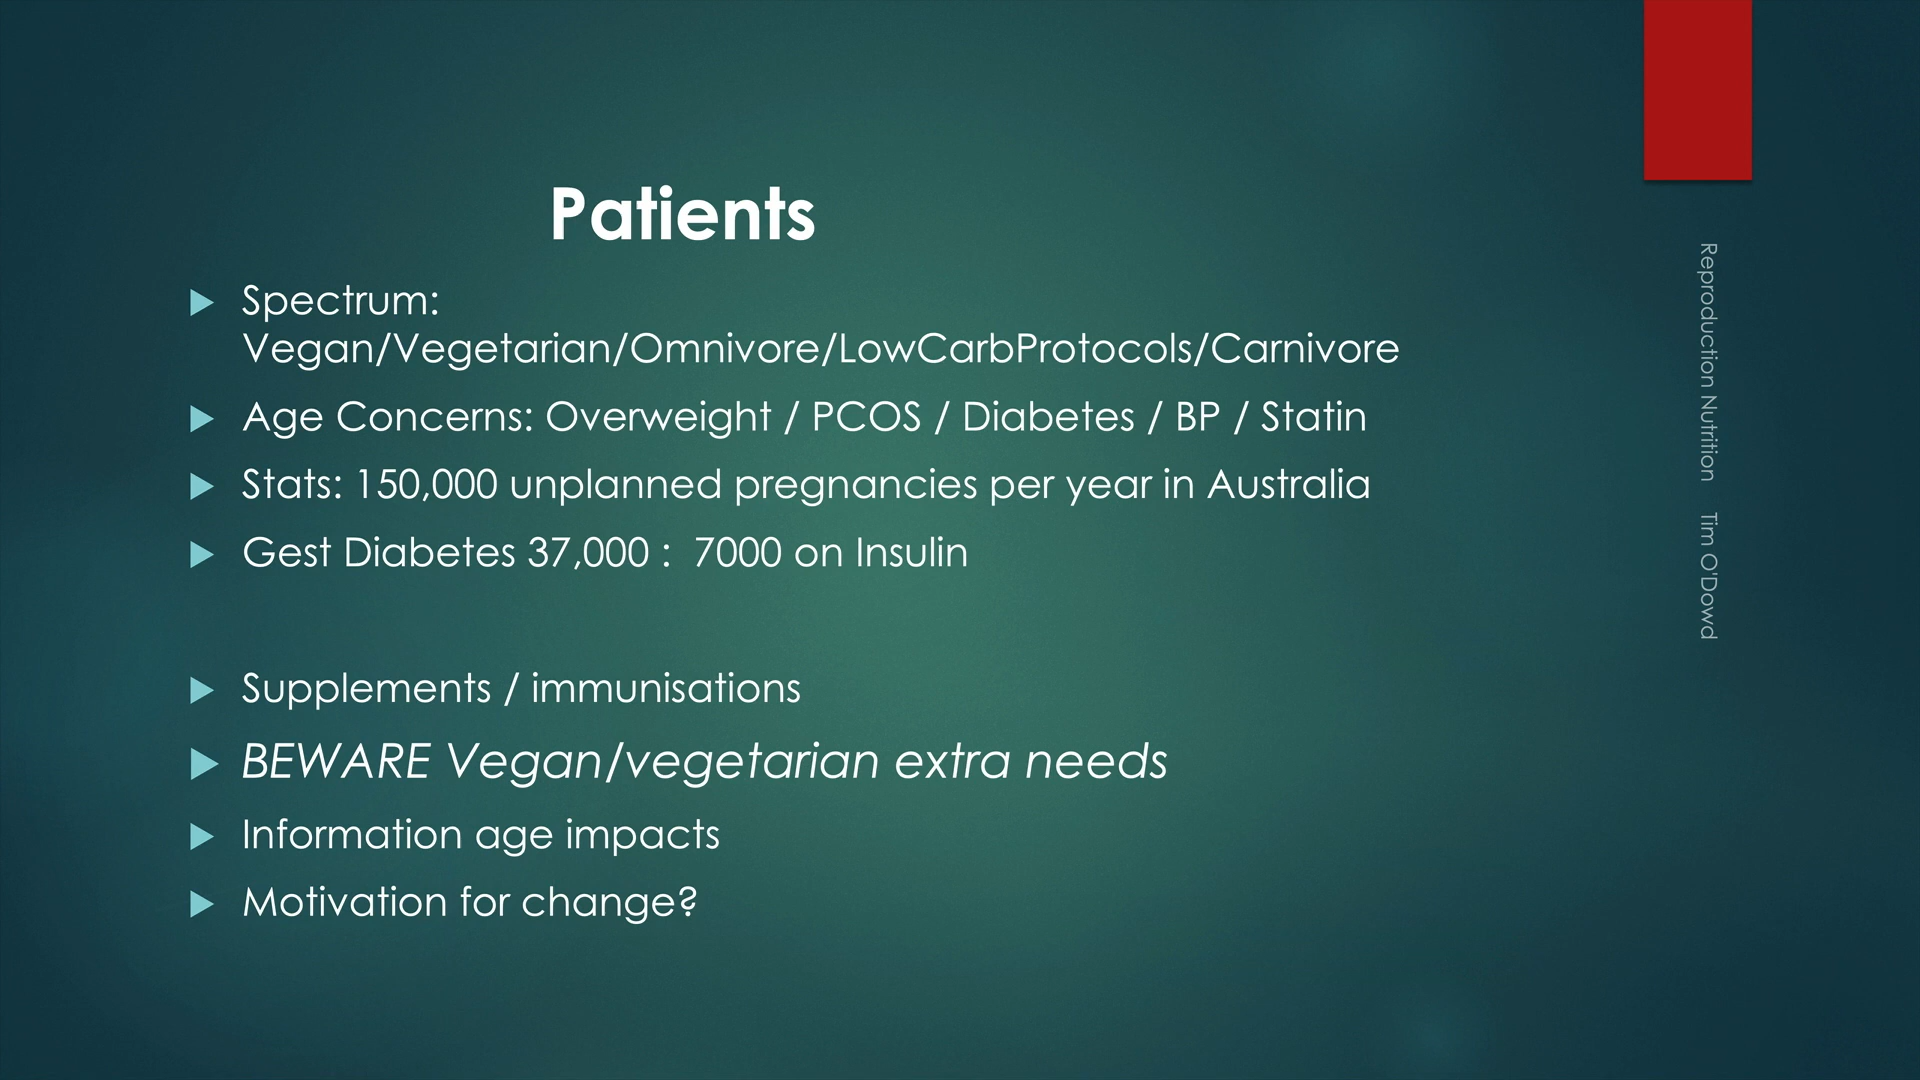 Patients
Spectrum:
Vegan/Vegetarian/Omnivore/LowCarbProtocols/Carnivore
Age Concerns: Overweight / PCOS / Diabetes / BP / Statin
Stats: 150,000 unplanned pregnancies per year in Australia
Gest Diabetes 37,000 :  7000 on Insulin
Supplements / immunisations
BEWARE Vegan/vegetarian extra needs
Information age impacts
Motivation for change?
Reproduction Nutrition    Tim O'Dowd